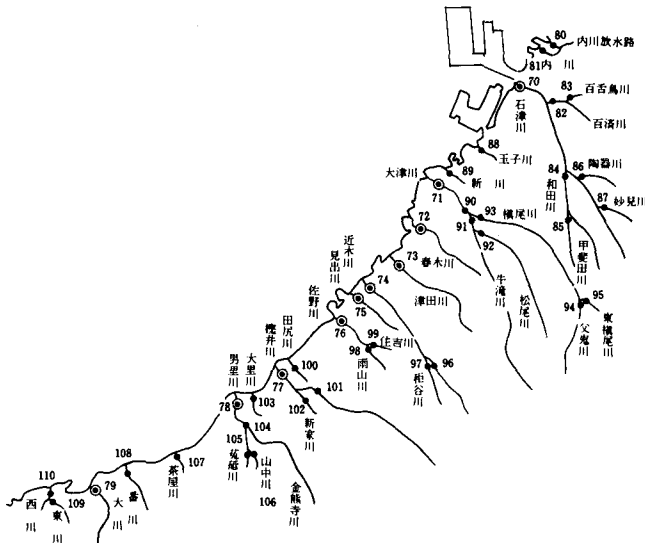 80
内川放水路
81
内川
70
石津川
83
百舌鳥川
82
百済川
88
玉子川
84
和田川
86
陶器川
87
妙見川
85
甲斐田川
大津川
89
新川
71
90
93
槇尾川
91
92
牛滝川
松尾川
94
95
父鬼川
東槇尾川
72
春木川
73
津田川
近木川
74
見出川
75
97
96
秬谷川
佐野川
76
99
住吉川
98
雨山川
田尻川
100
樫井川
77
101
102
新家川
大里川
103
男里川
78
104
105
菟砥川
山中川
106
金熊寺川
107
茶屋川
108
番川
79
大川
110
109
西川
東川